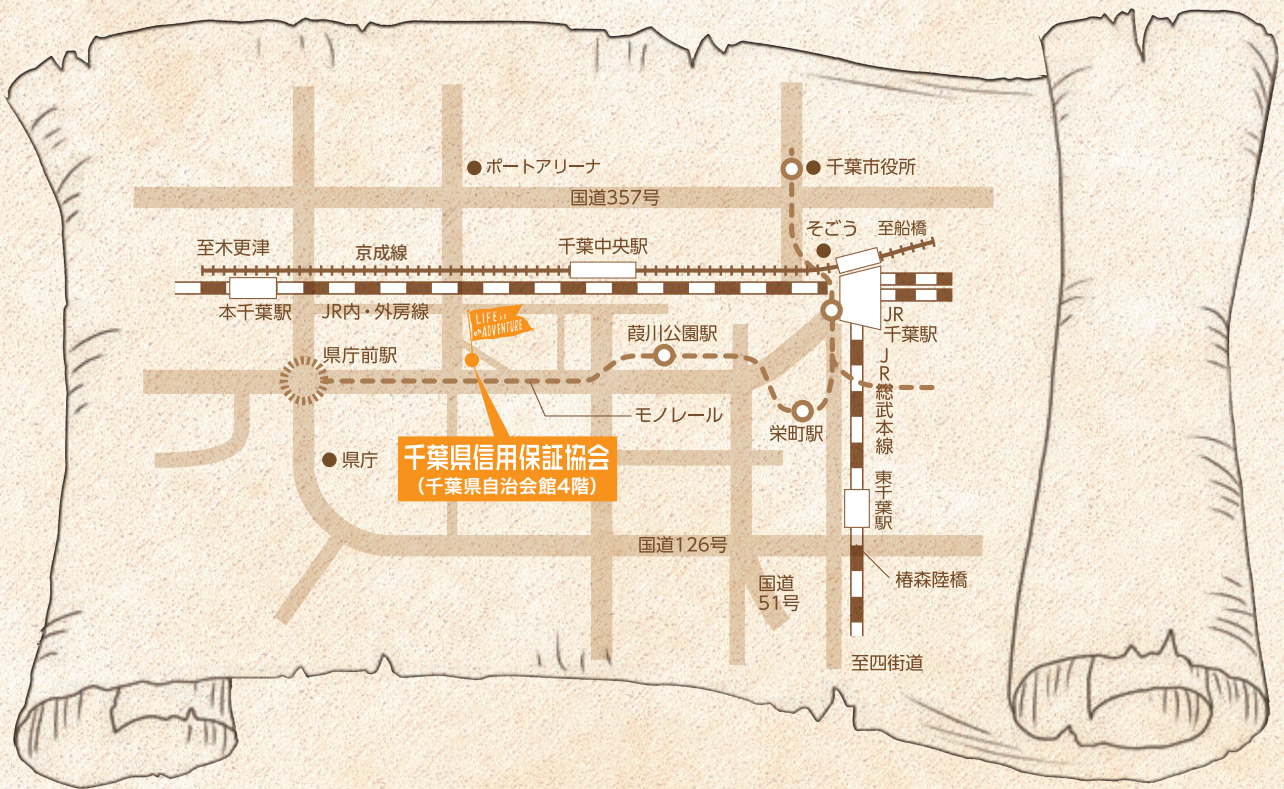 ポートアリーナ
千葉市役所
国道357号
そごう
至船橋
至木更津
京成線
千葉中央駅
本千葉駅
JR内・外房線
LIFE is
an ADVENTURE
JR
千葉駅
葭川公園駅
県庁前駅
JR総武本線
モノレール
栄町駅
千葉県信用保証協会
（千葉県自治会館4階）
県庁
東千葉駅
国道126号
椿森陸橋
国道
51号
至四街道